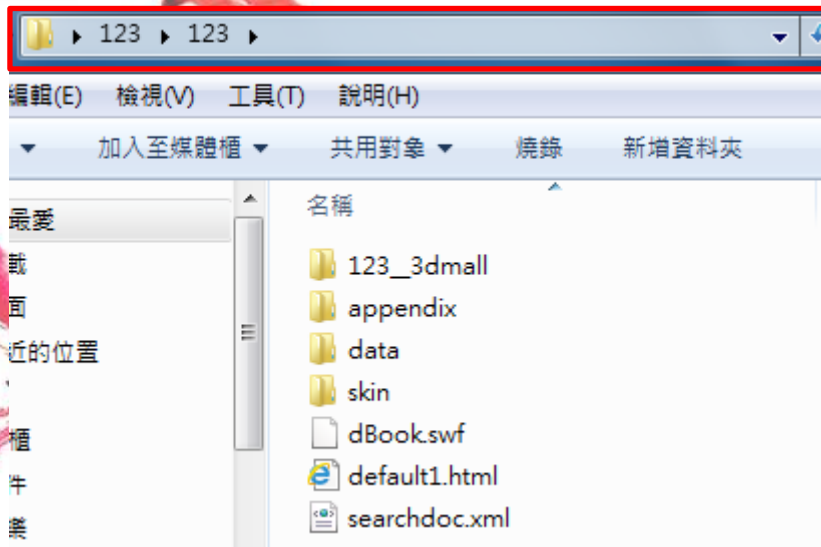 123 ▸ 123 ▸
編輯(E) 檢視(V) 工具(T) 說明(H)
加入至媒體櫃 共用對象 燒錄 新增資料夾
最愛
載
面
近的位置
櫃
件
樂
名稱
123__3dmall
appendix
data
skin
dBook.swf
default1.html
searchdoc.xml